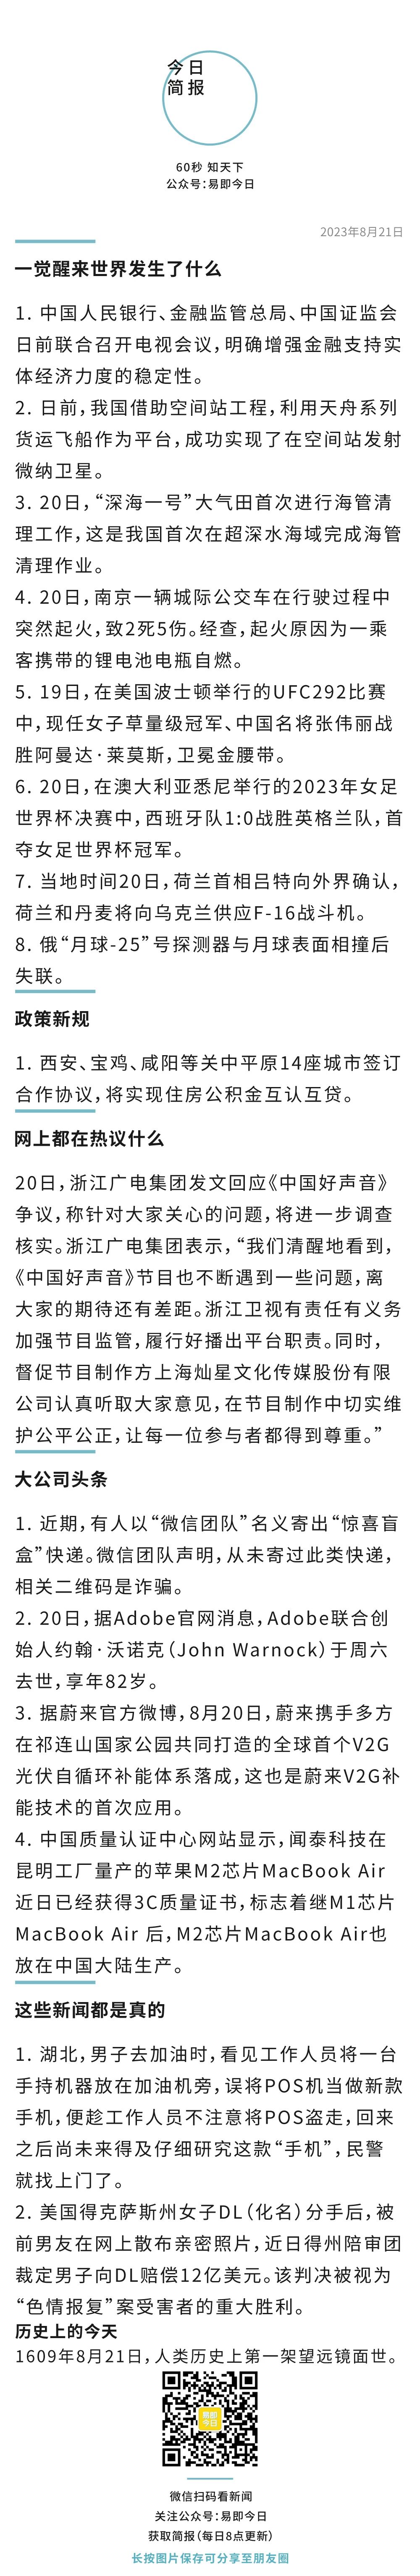 今日
简报
60秒 知天下
公众号：易即今日
2023年8月21日
一觉醒来世界发生了什么
1. 中国人民银行、金融监管总局、中国证监会
日前联合召开电视会议，明确增强金融支持实
体经济力度的稳定性。
2. 日前，我国借助空间站工程，利用天舟系列
货运飞船作为平台，成功实现了在空间站发射
微纳卫星。
3. 20日，“深海一号”大气田首次进行海管清
理工作，这是我国首次在超深水海域完成海管
清理作业。
4. 20日，南京一辆城际公交车在行驶过程中
突然起火，致2死5伤。经查，起火原因为一乘
客携带的锂电池电瓶自燃。
5. 19日，在美国波士顿举行的UFC292比赛
中，现任女子草量级冠军、中国名将张伟丽战
胜阿曼达·莱莫斯，卫冕金腰带。
6. 20日，在澳大利亚悉尼举行的2023年女足
世界杯决赛中，西班牙队1:0战胜英格兰队，首
夺女足世界杯冠军。
7. 当地时间20日，荷兰首相吕特向外界确认，
荷兰和丹麦将向乌克兰供应F-16战斗机。
8. 俄“月球-25”号探测器与月球表面相撞后
失联。
政策新规
1. 西安、宝鸡、咸阳等关中平原14座城市签订
合作协议，将实现住房公积金互认互贷。
网上都在热议什么
20日，浙江广电集团发文回应《中国好声音》
争议，称针对大家关心的问题，将进一步调查
核实。浙江广电集团表示，“我们清醒地看到，
《中国好声音》节目也不断遇到一些问题，离
大家的期待还有差距。浙江卫视有责任有义务
加强节目监管，履行好播出平台职责。同时，
督促节目制作方上海灿星文化传媒股份有限
公司认真听取大家意见，在节目制作中切实维
护公平公正，让每一位参与者都得到尊重。”
大公司头条
1. 近期，有人以“微信团队”名义寄出“惊喜盲
盒”快递。微信团队声明，从未寄过此类快递，
相关二维码是诈骗。
2. 20日，据Adobe官网消息，Adobe联合创
始人约翰·沃诺克（John Warnock）于周六
去世，享年82岁。
3. 据蔚来官方微博，8月20日，蔚来携手多方
在祁连山国家公园共同打造的全球首个V2G
光伏自循环补能体系落成，这也是蔚来V2G补
能技术的首次应用。
4. 中国质量认证中心网站显示，闻泰科技在
昆明工厂量产的苹果M2芯片MacBook Air
近日已经获得3C质量证书，标志着继M1芯片
MacBook Air 后，M2芯片MacBook Air也
放在中国大陆生产。
这些新闻都是真的
1. 湖北，男子去加油时，看见工作人员将一台
手持机器放在加油机旁，误将POS机当做新款
手机，便趁工作人员不注意将POS盗走，回来
之后尚未来得及仔细研究这款“手机”，民警
就找上门了。
2. 美国得克萨斯州女子DL（化名）分手后，被
前男友在网上散布亲密照片，近日得州陪审团
裁定男子向DL赔偿12亿美元。该判决被视为
“色情报复”案受害者的重大胜利。
历史上的今天
1609年8月21日，人类历史上第一架望远镜面世。
易即
今日
微信扫码看新闻
关注公众号：易即今日
获取简报（每日8点更新）
长按图片保存可分享至朋友圈